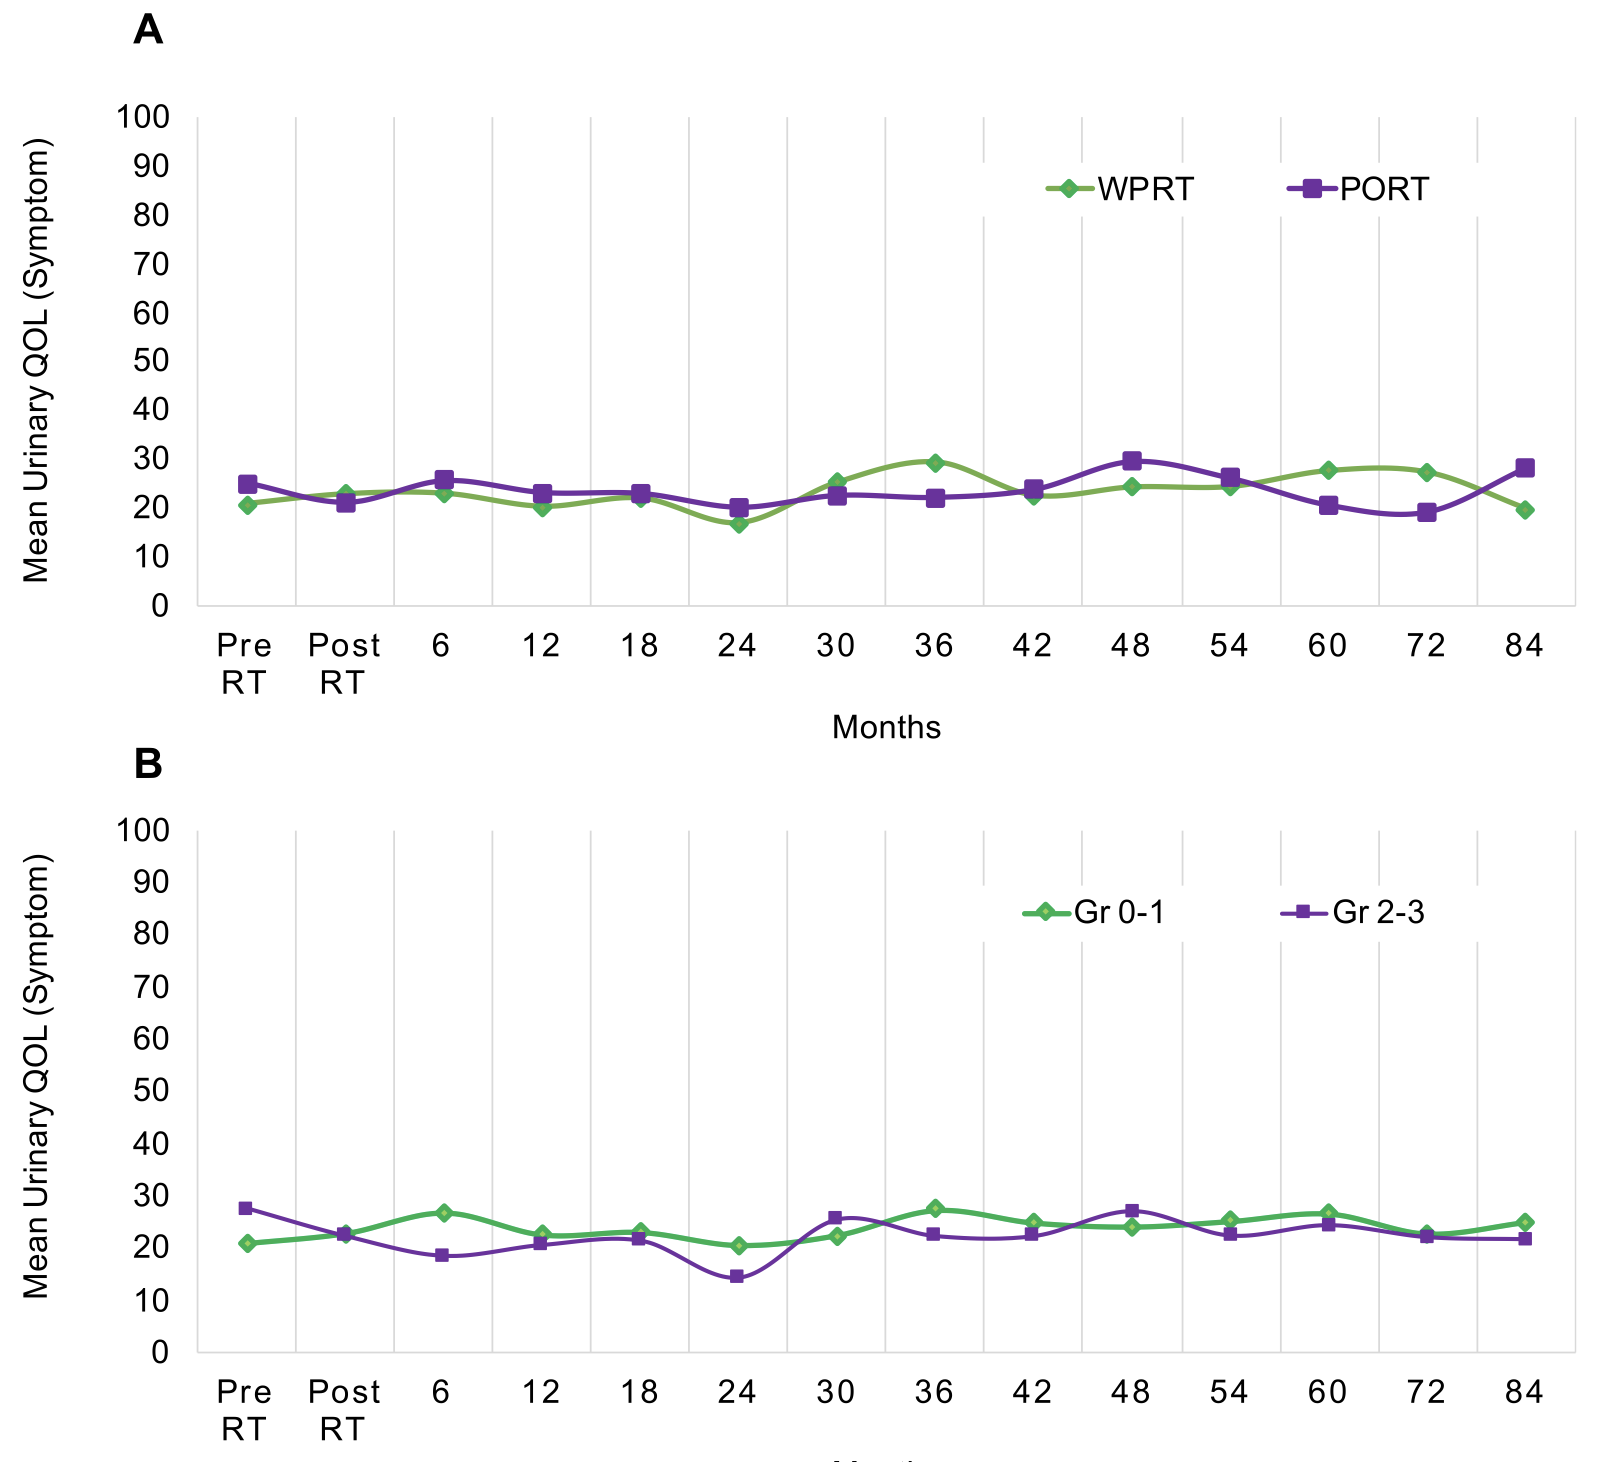 A
Mean Urinary QOL (Symptom)
100
90
80
70
60
50
40
30
20
10
0
WPRT PORT
Pre RT Post RT 6 12 18 24 30 36 42 48 54 60 72 84
Months
B
Mean Urinary QOL (Symptom)
100
90
80
70
60
50
40
30
20
10
0
Gr 0-1 Gr 2-3
Pre RT Post RT 6 12 18 24 30 36 42 48 54 60 72 84